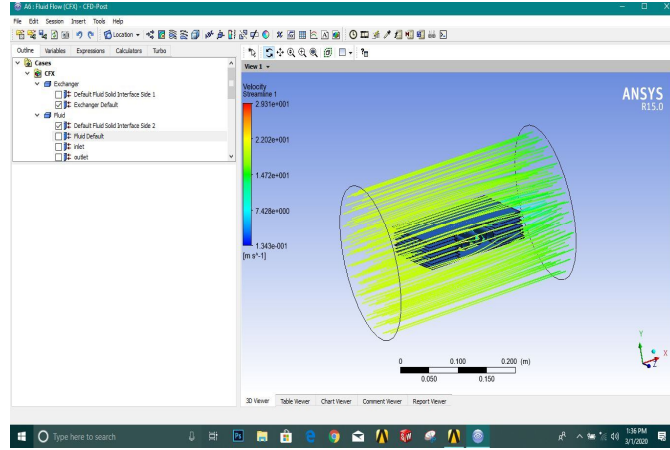 A6 : Fluid Flow (CFX) - CFD-Post
File Edit Session Insert Tools Help
Location
Outline Variables Expressions Calculators Turbo
Cases
CFX
Exchanger
Default Fluid Solid Interface Side 1
Exchanger Default
Fluid
Default Fluid Solid Interface Side 2
Fluid Default
inlet
outlet
View 1
Velocity
Streamline 1
2.931e+001
2.202e+001
1.472e+001
7.428e+000
1.343e-001
[m s^-1]
ANSYS
R15.0
Y
X
Z
0 0.100 0.200 (m)
0.050 0.150
3D Viewer Table Viewer Chart Viewer Comment Viewer Report Viewer
Type here to search
1:36 PM
3/1/2020